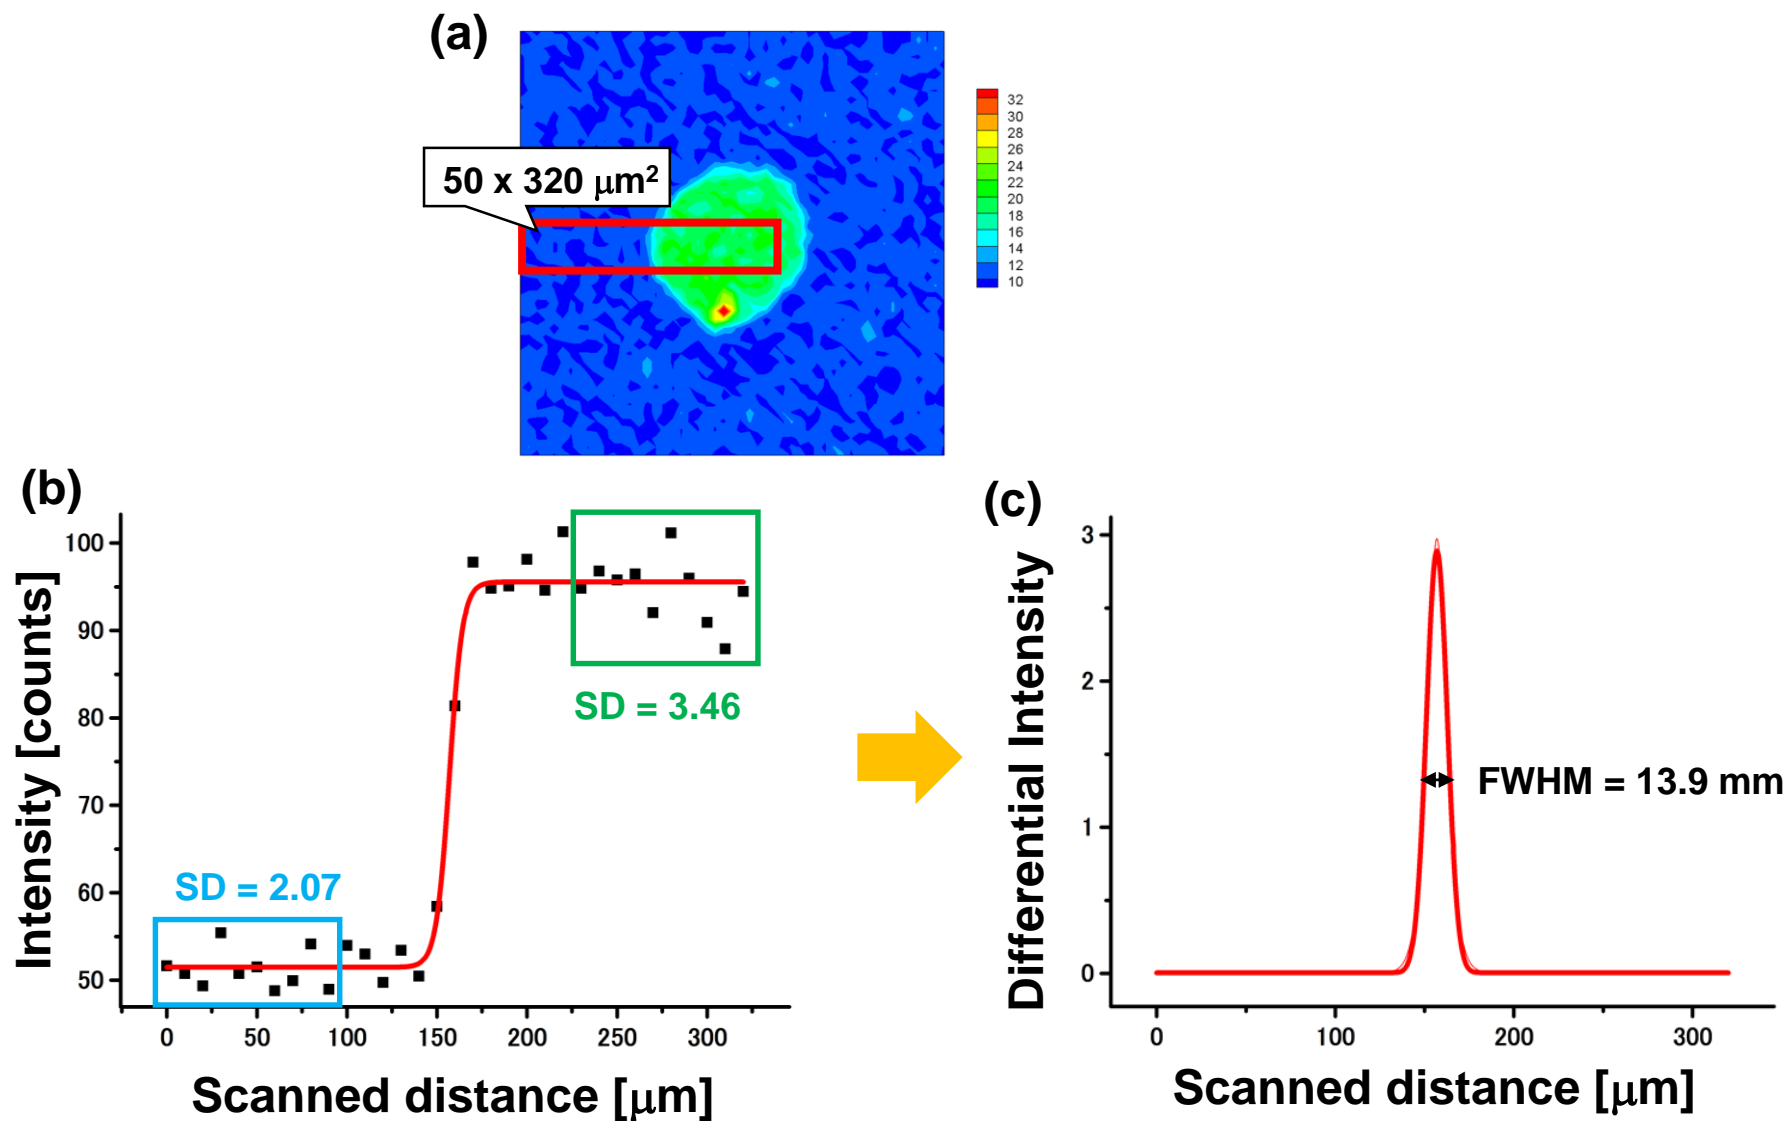 (a)
50 x 320 μm²
32
30
28
26
24
22
20
18
16
14
12
10
(b)
Intensity [counts]
100
90
80
70
60
50
SD = 3.46
SD = 2.07
0 50 100 150 200 250 300
Scanned distance [μm]
(c)
Differential Intensity
3
2
1
0
FWHM = 13.9 mm
0 100 200 300
Scanned distance [μm]